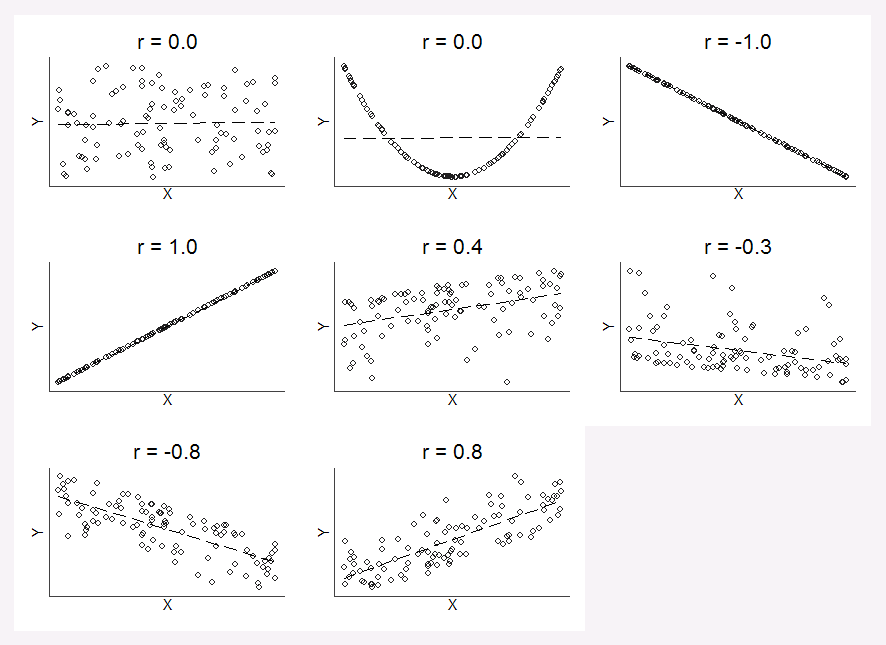 r = 0.0
Y
X
r = 0.0
Y
X
r = -1.0
Y
X
r = 1.0
Y
X
r = 0.4
Y
X
r = -0.3
Y
X
r = -0.8
Y
X
r = 0.8
Y
X